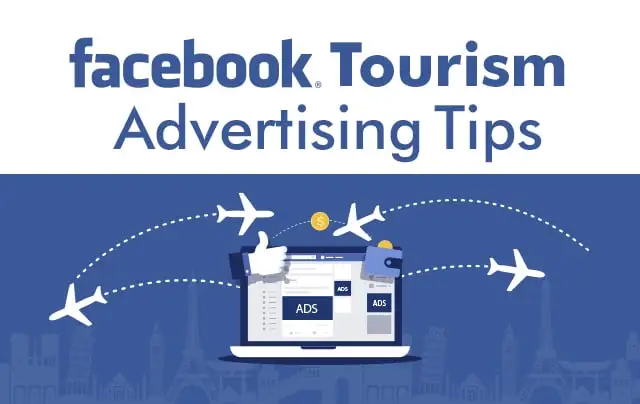 facebook® Tourism
Advertising Tips
$
ADS
ADS
ADS